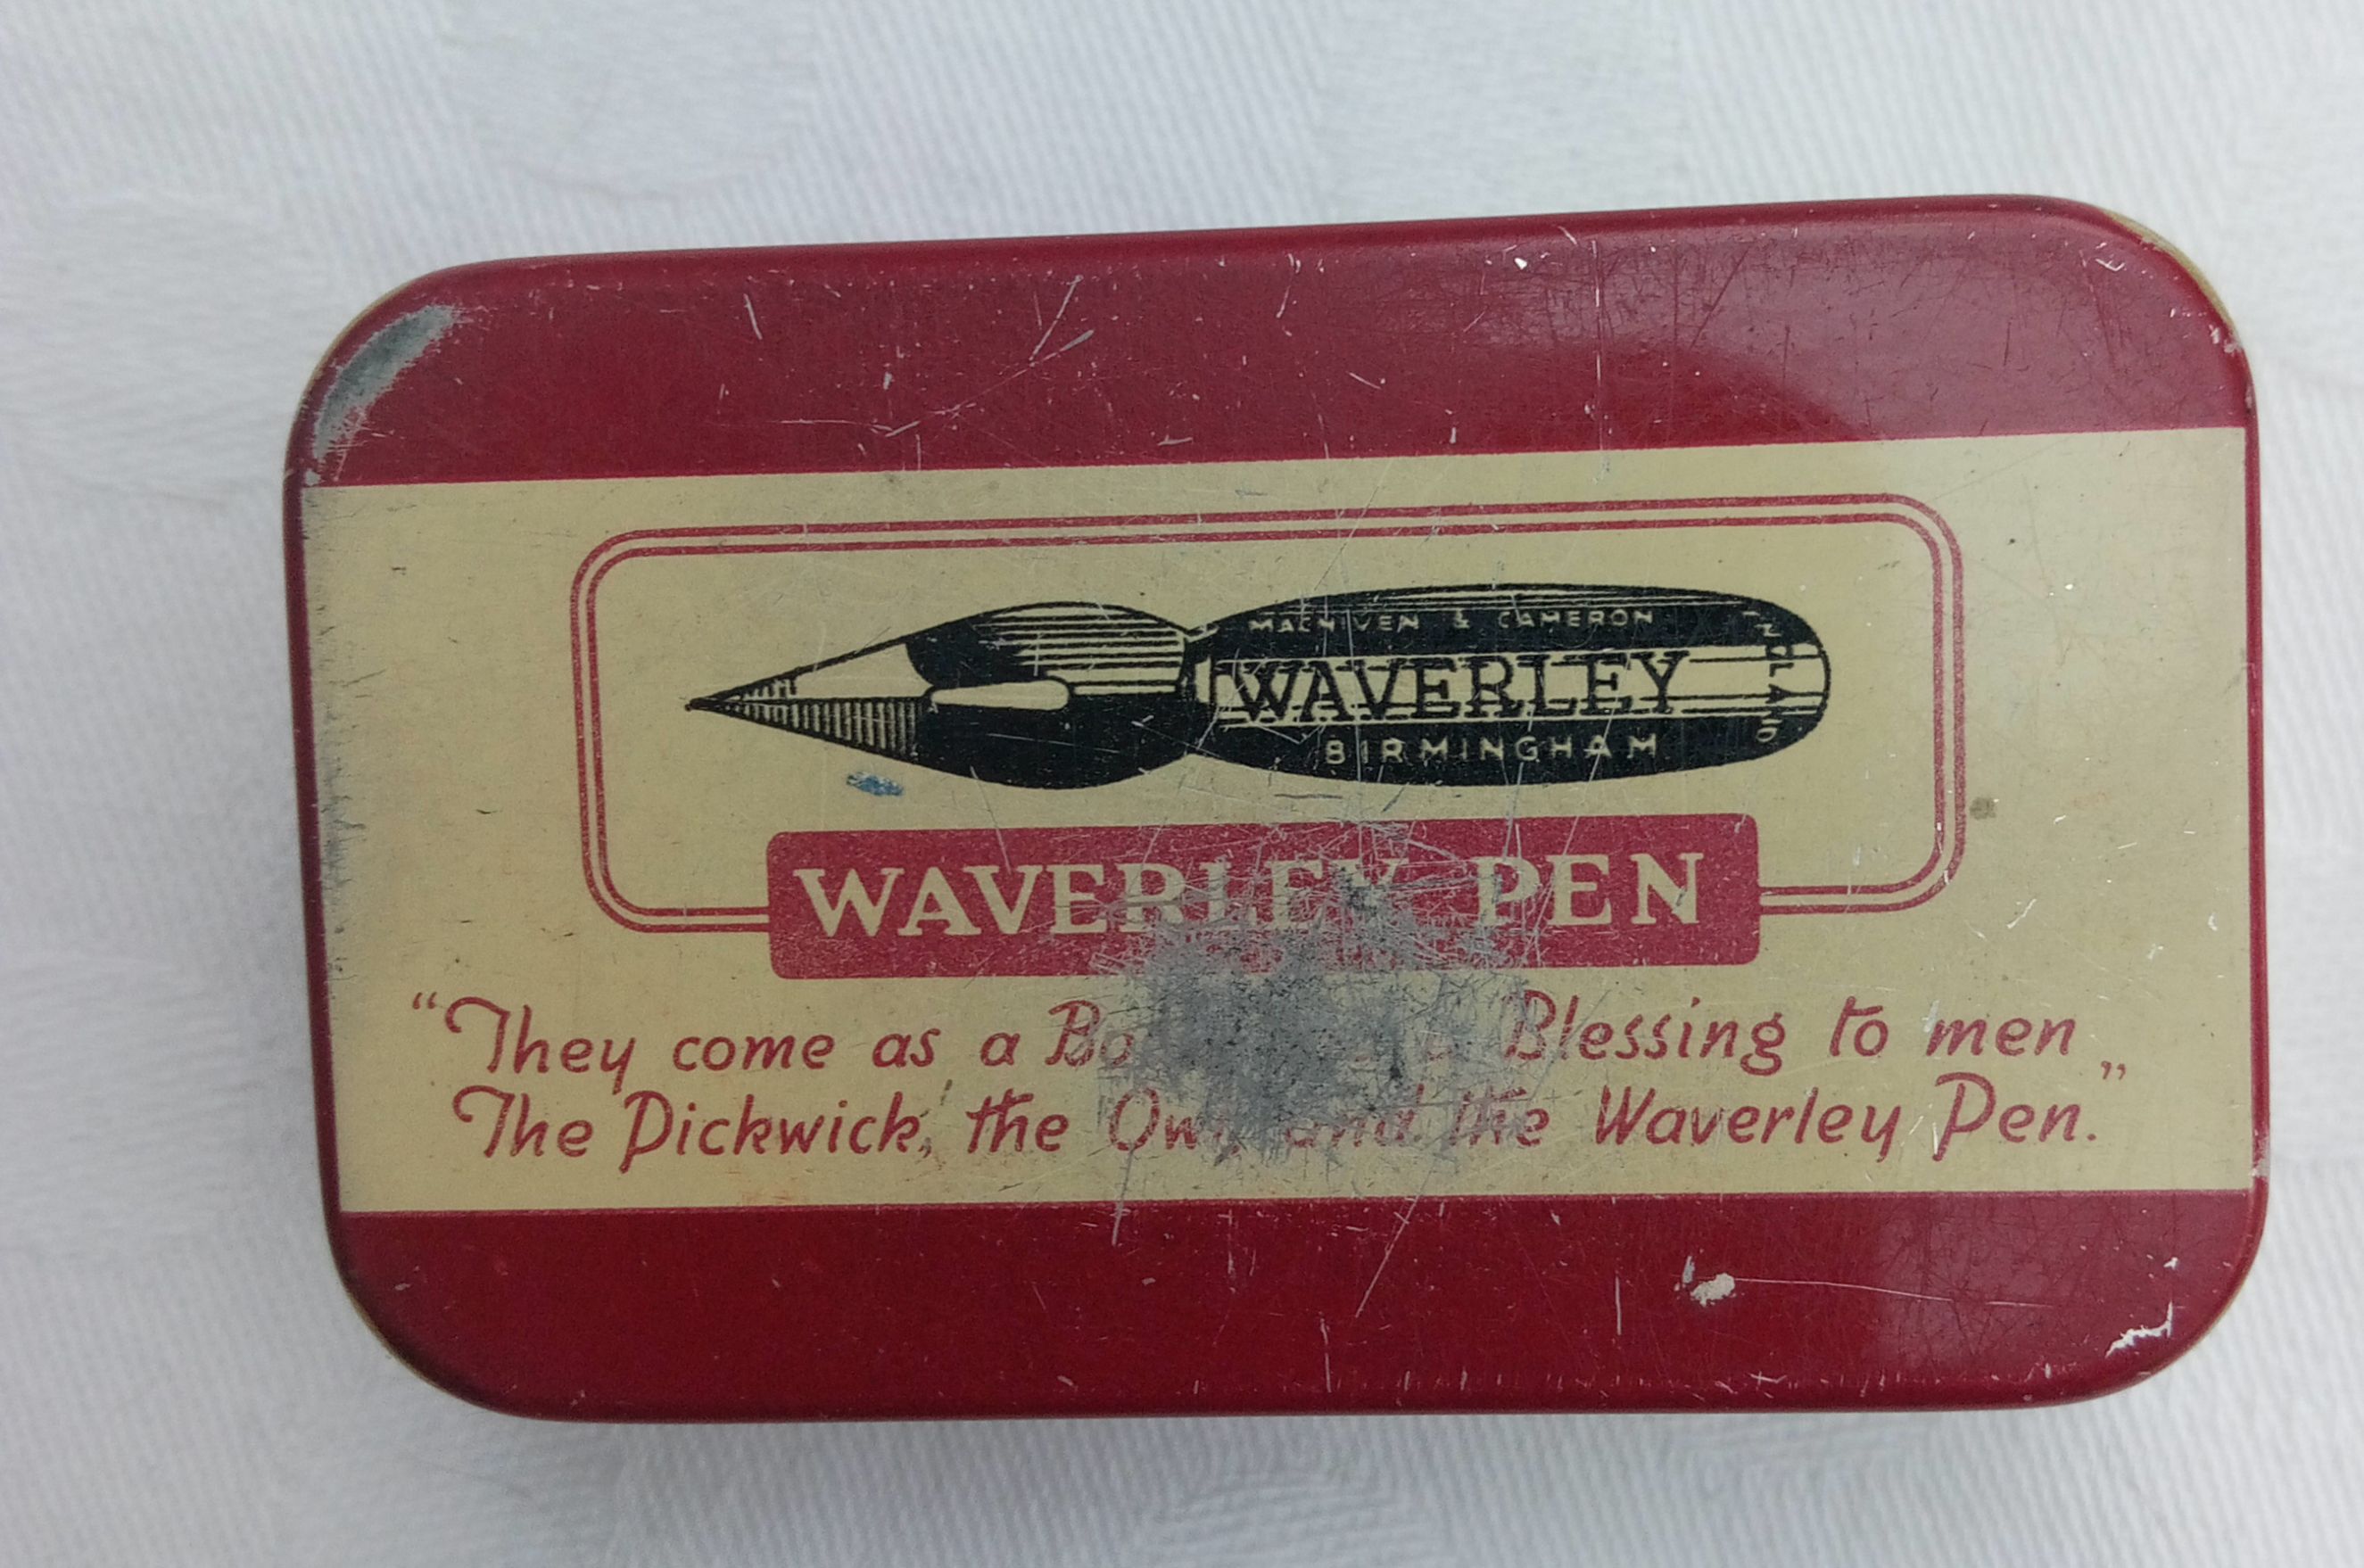 MACNIVEN & CAMERON
WAVERLEY
BIRMINGHAM
ENGLAND
WAVERLEY PEN
“They come as a Blessing to men
The Pickwick, the Owl, and the Waverley Pen.”